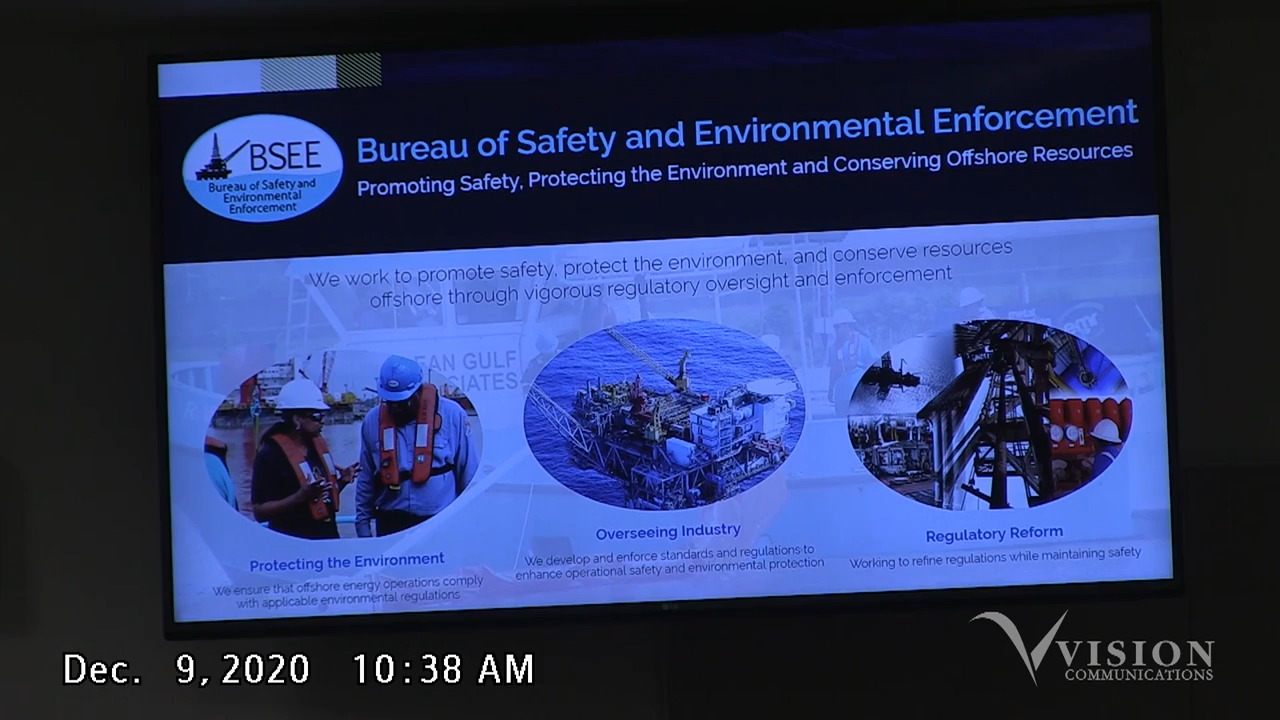 BSEE
Bureau of Safety and
Environmental
Enforcement
Bureau of Safety and Environmental Enforcement
Promoting Safety, Protecting the Environment and Conserving Offshore Resources
We work to promote safety, protect the environment, and conserve resources
offshore through vigorous regulatory oversight and enforcement
EAN GULF
CIATES
Protecting the Environment
We ensure that offshore energy operations comply
with applicable environmental regulations
Overseeing Industry
We develop and enforce standards and regulations to
enhance operational safety and environmental protection
Regulatory Reform
Working to refine regulations while maintaining safety
LG
Dec. 9, 2020 10:38 AM
VISION
COMMUNICATIONS